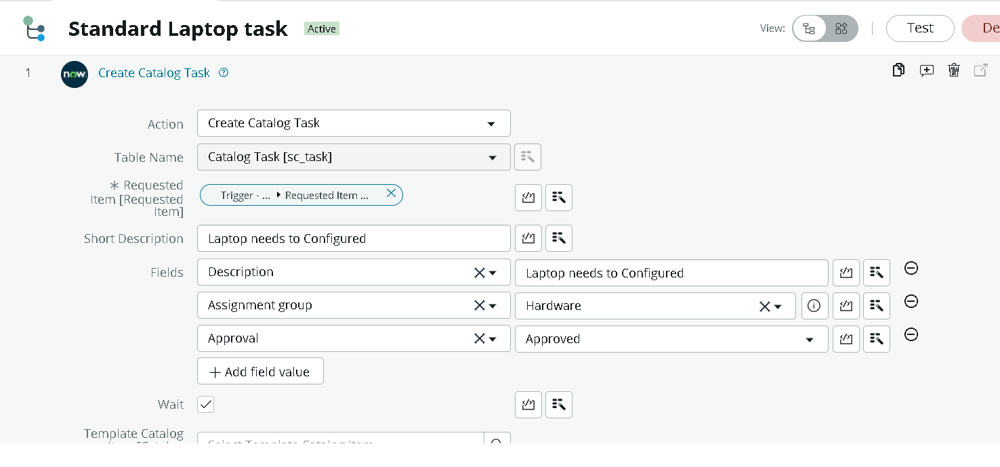 Standard Laptop task Active View: Test De
1 now Create Catalog Task
Action Create Catalog Task
Table Name Catalog Task [sc_task]
Requested
Item [Requested
Item]
Trigger - ... Requested Item ...
Short Description Laptop needs to Configured
Fields Description Laptop needs to Configured
Assignment group Hardware
Approval Approved
Add field value
Wait
Template Catalog
Select Template Catalog Item